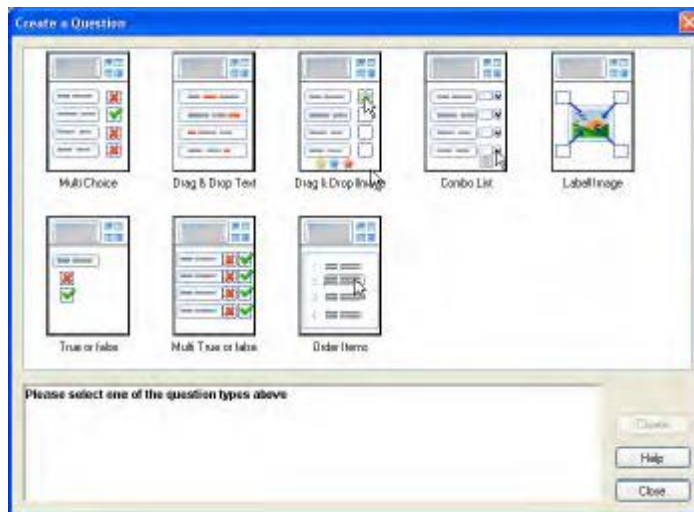 Create a Question
Multi Choice
Drag & Drop Text
Drag & Drop Image
Combo List
Labell Image
True or false
Multi True or false
Order Items
Please select one of the question types above
Create
Help
Close